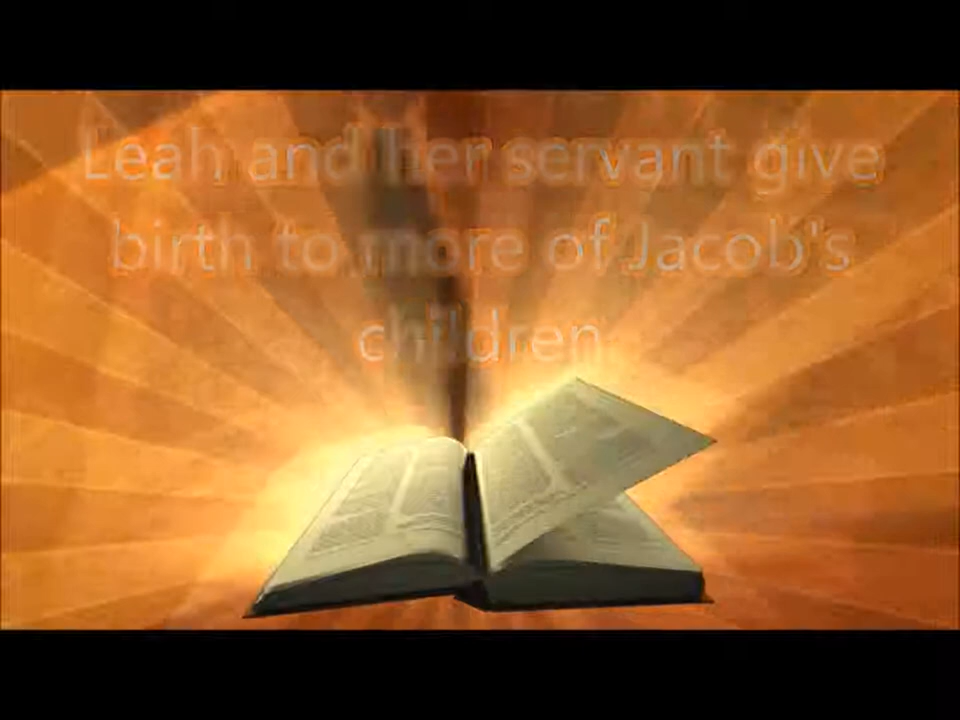 Leah and her servant give
birth to more of Jacob's
children